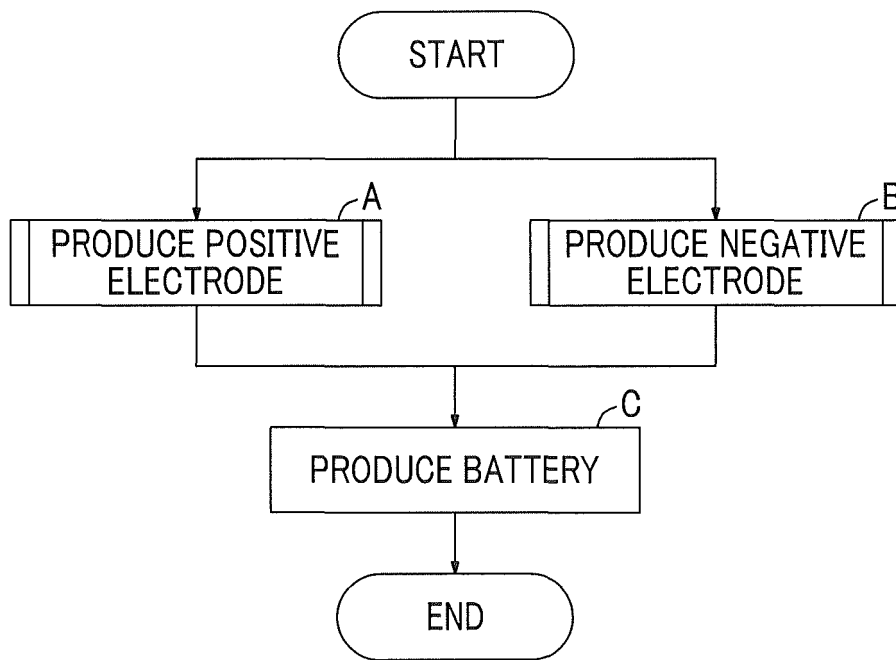 START
A
PRODUCE POSITIVE
ELECTRODE
B
PRODUCE NEGATIVE
ELECTRODE
C
PRODUCE BATTERY
END